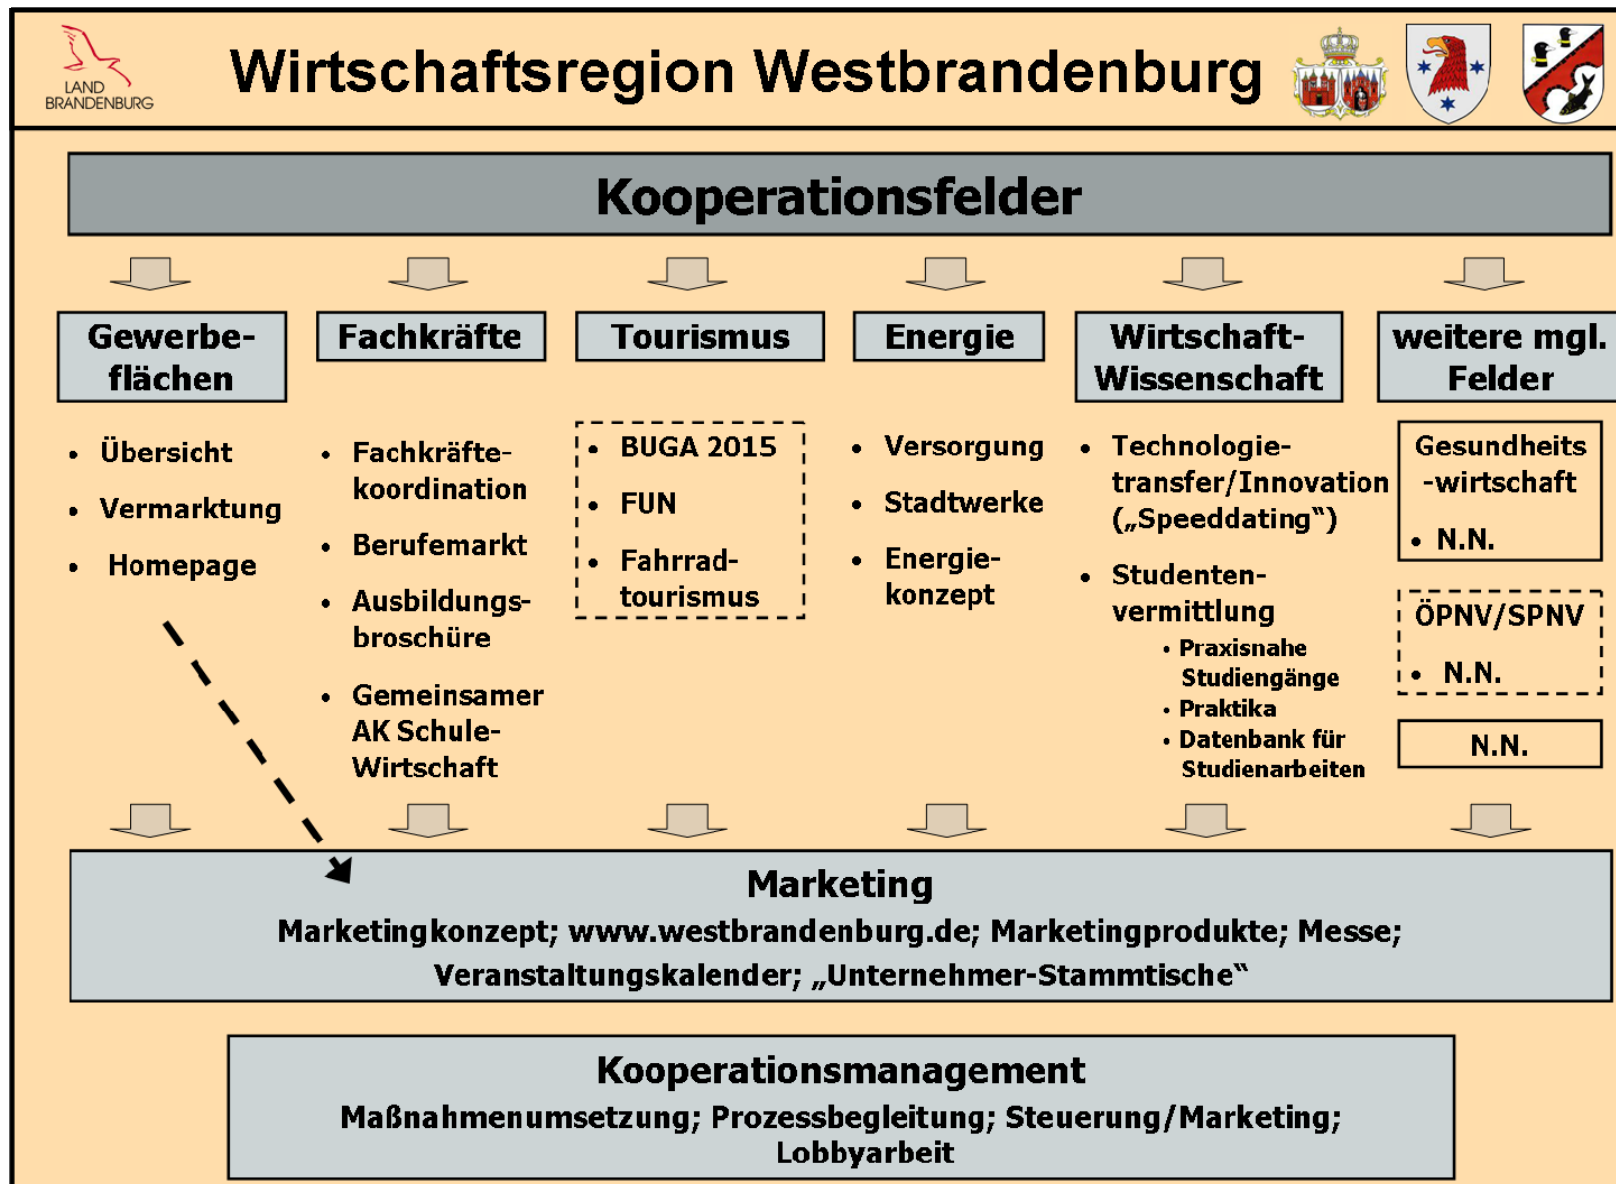 LAND
BRANDENBURG
Wirtschaftsregion Westbrandenburg
Kooperationsfelder
Gewerbe-
flächen
• Übersicht
• Vermarktung
• Homepage
Fachkräfte
• Fachkräfte-
koordination
• Berufemarkt
• Ausbildungs-
broschüre
• Gemeinsamer
AK Schule-
Wirtschaft
Tourismus
• BUGA 2015
• FUN
• Fahrrad-
tourismus
Energie
• Versorgung
• Stadtwerke
• Energie-
konzept
Wirtschaft-
Wissenschaft
• Technologie-
transfer/Innovation
(„Speeddating“)
• Studenten-
vermittlung
• Praxisnahe
Studiengänge
• Praktika
• Datenbank für
Studienarbeiten
weitere mgl.
Felder
Gesundheits
-wirtschaft
• N.N.
ÖPNV/SPNV
• N.N.
N.N.
Marketing
Marketingkonzept; www.westbrandenburg.de; Marketingprodukte; Messe;
Veranstaltungskalender; „Unternehmer-Stammtische“
Kooperationsmanagement
Maßnahmenumsetzung; Prozessbegleitung; Steuerung/Marketing;
Lobbyarbeit